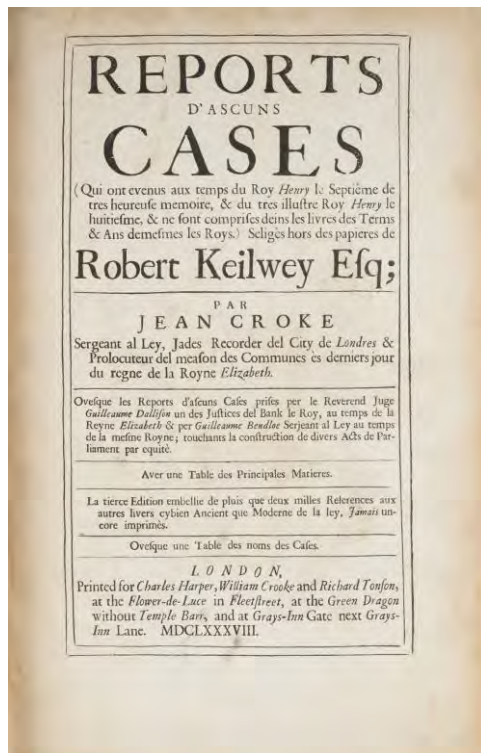 REPORTS
D'ASCUNS
CASES
(Qui ont evenus aux temps du Roy Henry le Septiéme de
tres heureuſe memoire, & du tres illuſtre Roy Henry le
huitieſme, & ne ſont compriſes deins les livres des Terms
& Ans demeſmes les Roys.) Seligès hors des papieres de
Robert Keilwey Eſq;
PAR
JEAN CROKE
Sergeant al Ley, Jades Recorder del City de Londres &
Prolocuteur del meaſon des Communes ès derniers jour
du regne de la Royne Elizabeth.
Oveſque les Reports d'aſcuns Caſes priſes per le Reverend Juge
Guilleaume Dalliſon un des Juſtices del Bank le Roy, au temps de la
Reyne Elizabeth & per Guilleaume Bendloe Serjeant al Ley au temps
de la meſine Royne; touchants la conſtruction de divers Acts de Par-
liament par equitè.
Aver une Table des Principales Matieres.
La tierce Edition embellie de pluis que deux milles References aux
autres livers cybien Ancient que Moderne de la ley, Jamais un-
core imprimès.
Oveſque une Table des noms des Caſes.
LONDON,
Printed for Charles Harper, William Crooke and Richard Tonſon,
at the Flower-de-Luce in Fleetſtreet, at the Green Dragon
without Temple Barr, and at Grays-Inn Gate next Grays-
Inn Lane. MDCLXXXVIII.